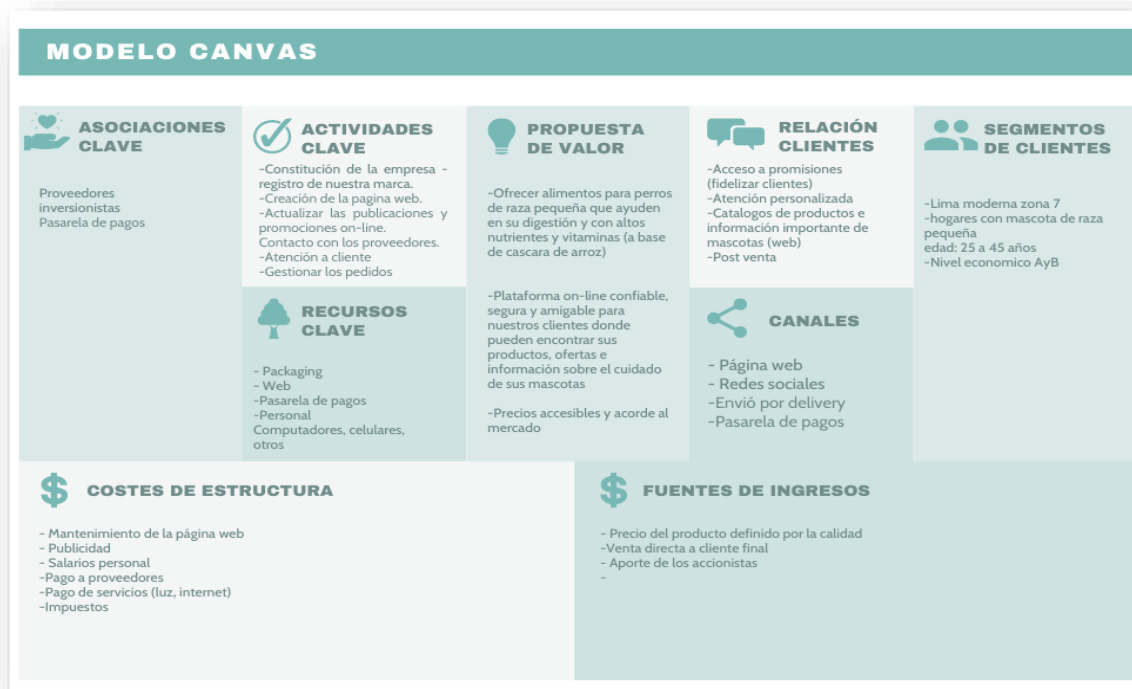 MODELO CANVAS
ASOCIACIONES
CLAVE
Proveedores
inversionistas
Pasarela de pagos
ACTIVIDADES
CLAVE
-Constitución de la empresa -
registro de nuestra marca.
-Creación de la pagina web.
-Actualizar las publicaciones y
promociones on-line.
Contacto con los proveedores.
-Atención a cliente
-Gestionar los pedidos
RECURSOS
CLAVE
- Packaging
- Web
-Pasarela de pagos
-Personal
Computadores, celulares,
otros
PROPUESTA
DE VALOR
-Ofrecer alimentos para perros
de raza pequeña que ayuden
en su digestión y con altos
nutrientes y vitaminas (a base
de cascara de arroz)
-Plataforma on-line confiable,
segura y amigable para
nuestros clientes donde
pueden encontrar sus
productos, ofertas e
información sobre el cuidado
de sus mascotas
-Precios accesibles y acorde al
mercado
RELACIÓN
CLIENTES
-Acceso a promisiones
(fidelizar clientes)
-Atención personalizada
-Catalogos de productos e
información importante de
mascotas (web)
-Post venta
CANALES
- Página web
- Redes sociales
-Envió por delivery
-Pasarela de pagos
SEGMENTOS
DE CLIENTES
-Lima moderna zona 7
-hogares con mascota de raza
pequeña
edad: 25 a 45 años
-Nivel economico AyB
COSTES DE ESTRUCTURA
- Mantenimiento de la página web
- Publicidad
- Salarios personal
-Pago a proveedores
-Pago de servicios (luz, internet)
-Impuestos
FUENTES DE INGRESOS
- Precio del producto definido por la calidad
-Venta directa a cliente final
- Aporte de los accionistas
-